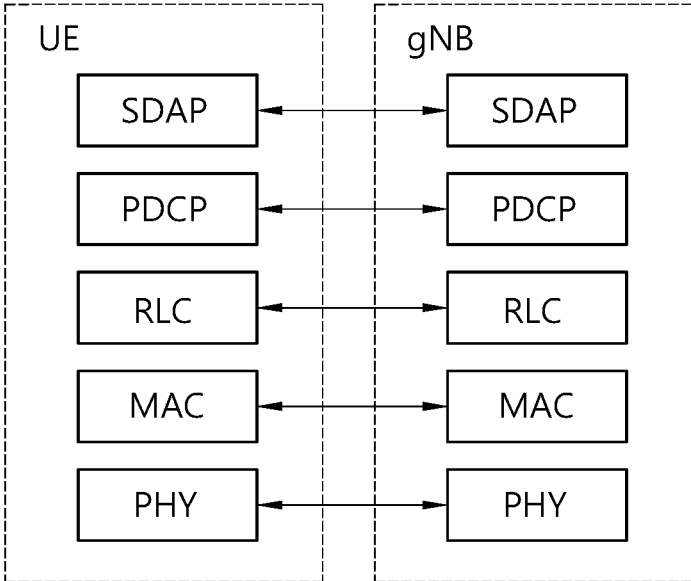 UE gNB
SDAP SDAP
PDCP PDCP
RLC RLC
MAC MAC
PHY PHY